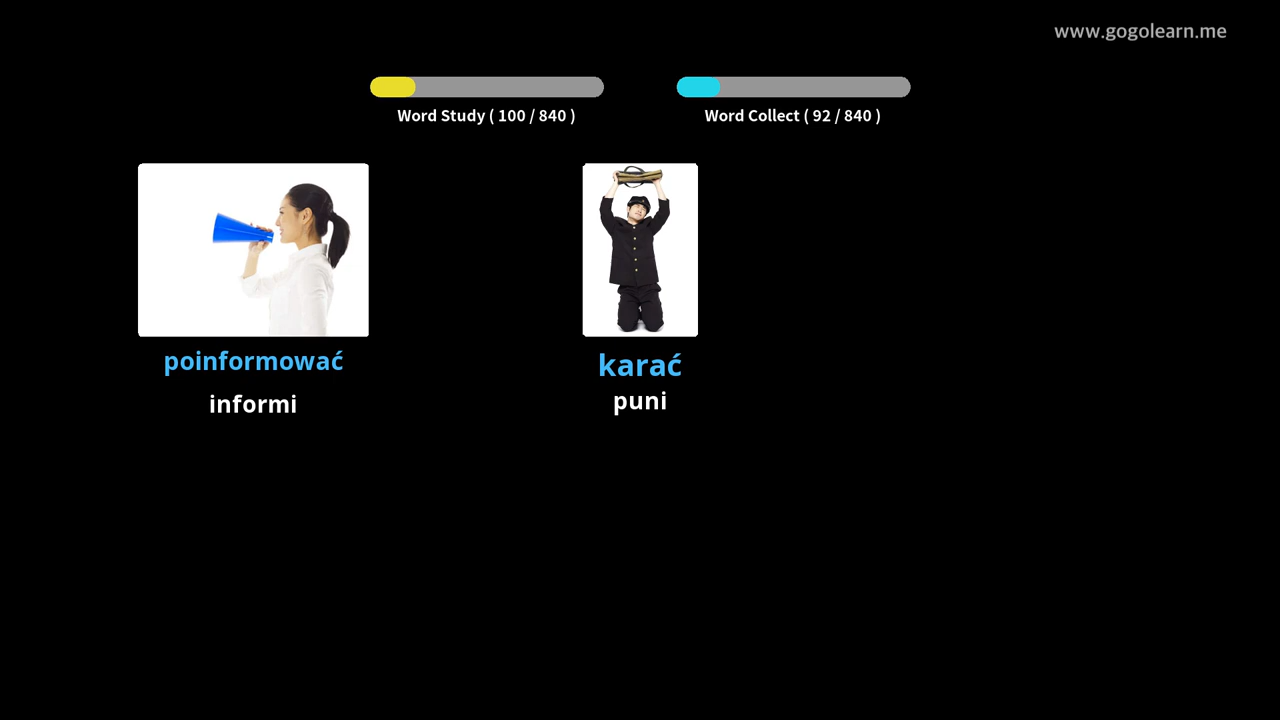 www.gogolearn.me
Word Study ( 100 / 840 )
Word Collect ( 92 / 840 )
poinformować
informi
karać
puni